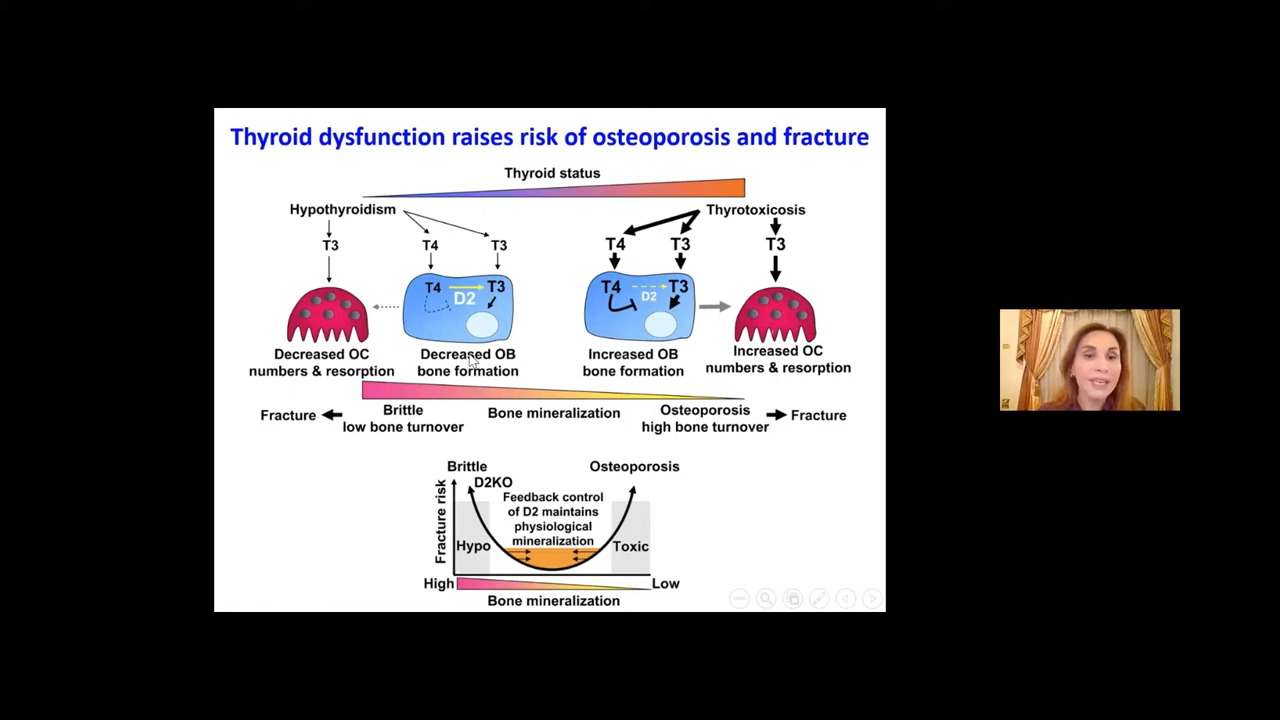 Thyroid dysfunction raises risk of osteoporosis and fracture
Thyroid status
Hypothyroidism
Thyrotoxicosis
T3
T4
T3
T4
T3
T3
T4
T3
D2
T4
T3
D2
Decreased OC
numbers & resorption
Decreased OB
bone formation
Increased OB
bone formation
Increased OC
numbers & resorption
Fracture
Brittle
low bone turnover
Bone mineralization
Osteoporosis
high bone turnover
Fracture
Brittle
Osteoporosis
D2KO
Fracture risk
Feedback control
of D2 maintains
physiological
mineralization
Hypo
Toxic
High
Low
Bone mineralization